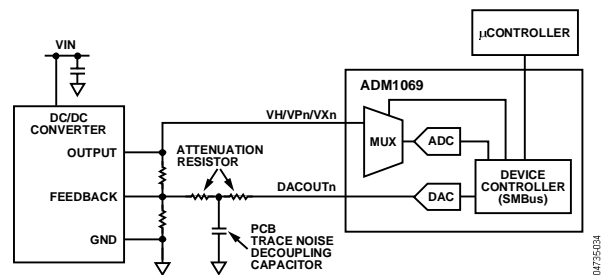 μCONTROLLER
VIN
ADM1069
DC/DC
CONVERTER
VH/VPn/VXn
MUX
ADC
OUTPUT
ATTENUATION
RESISTOR
DEVICE
CONTROLLER
(SMBus)
FEEDBACK
DACOUTn
DAC
GND
PCB
TRACE NOISE
DECOUPLING
CAPACITOR
04735-034